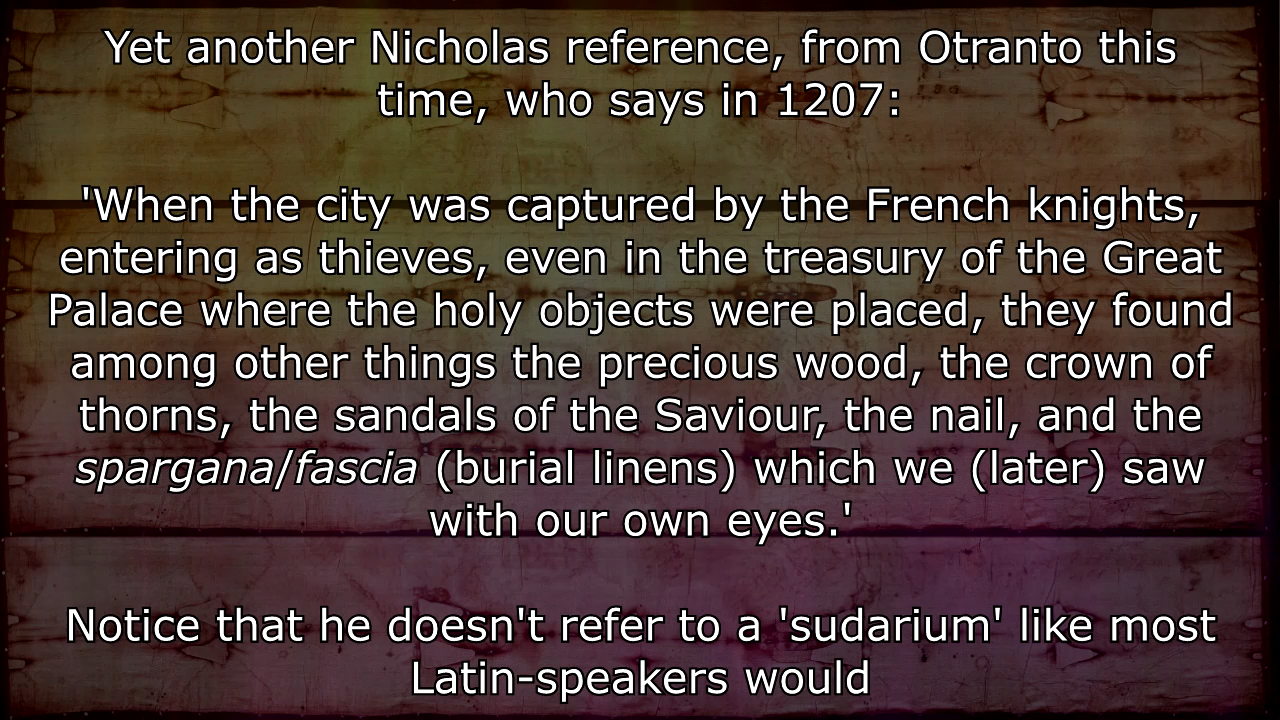 Yet another Nicholas reference, from Otranto this
time, who says in 1207:
'When the city was captured by the French knights,
entering as thieves, even in the treasury of the Great
Palace where the holy objects were placed, they found
among other things the precious wood, the crown of
thorns, the sandals of the Saviour, the nail, and the
spargana/fascia (burial linens) which we (later) saw
with our own eyes.'
Notice that he doesn't refer to a 'sudarium' like most
Latin-speakers would